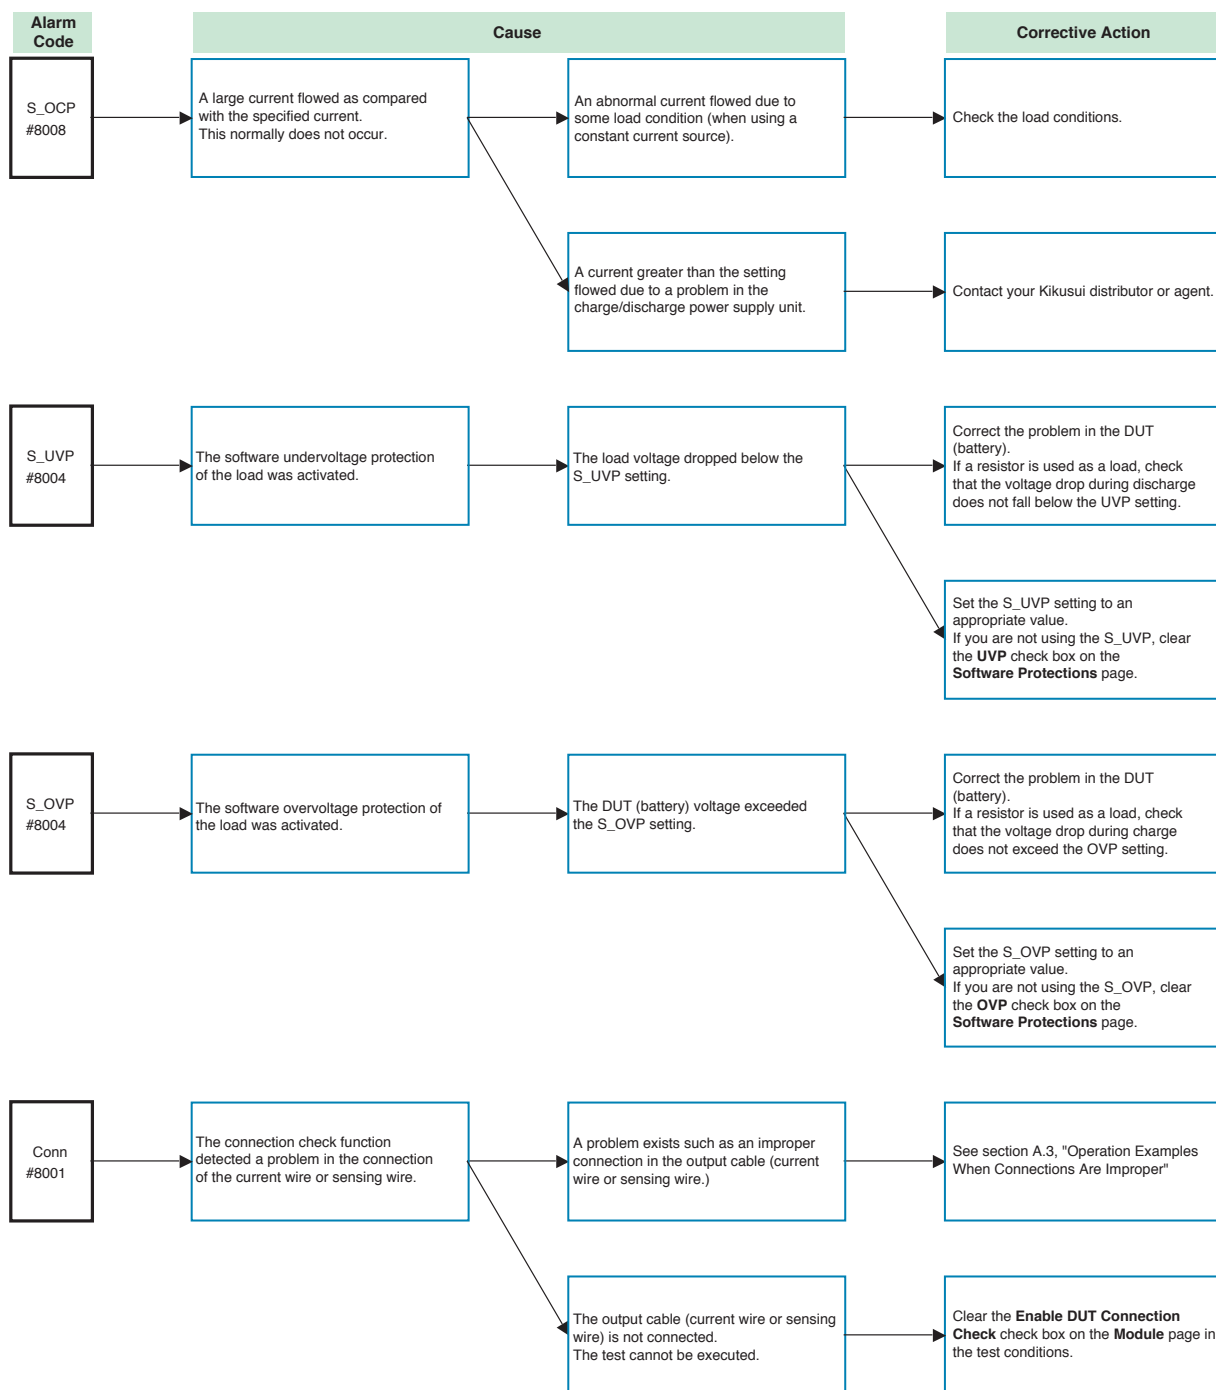 Alarm
Code
Cause
Corrective Action
S_OCP
#8008
A large current flowed as compared
with the specified current.
This normally does not occur.
An abnormal current flowed due to
some load condition (when using a
constant current source).
Check the load conditions.
A current greater than the setting
flowed due to a problem in the
charge/discharge power supply unit.
Contact your Kikusui distributor or agent.
S_UVP
#8004
The software undervoltage protection
of the load was activated.
The load voltage dropped below the
S_UVP setting.
Correct the problem in the DUT
(battery).
If a resistor is used as a load, check
that the voltage drop during discharge
does not fall below the UVP setting.
Set the S_UVP setting to an
appropriate value.
If you are not using the S_UVP, clear
the UVP check box on the
Software Protections page.
S_OVP
#8004
The software overvoltage protection of
the load was activated.
The DUT (battery) voltage exceeded
the S_OVP setting.
Correct the problem in the DUT
(battery).
If a resistor is used as a load, check
that the voltage drop during charge
does not exceed the OVP setting.
Set the S_OVP setting to an
appropriate value.
If you are not using the S_OVP, clear
the OVP check box on the
Software Protections page.
Conn
#8001
The connection check function
detected a problem in the connection
of the current wire or sensing wire.
A problem exists such as an improper
connection in the output cable (current
wire or sensing wire.)
See section A.3, "Operation Examples
When Connections Are Improper"
The output cable (current wire or sensing
wire) is not connected.
The test cannot be executed.
Clear the Enable DUT Connection
Check check box on the Module page in
the test conditions.